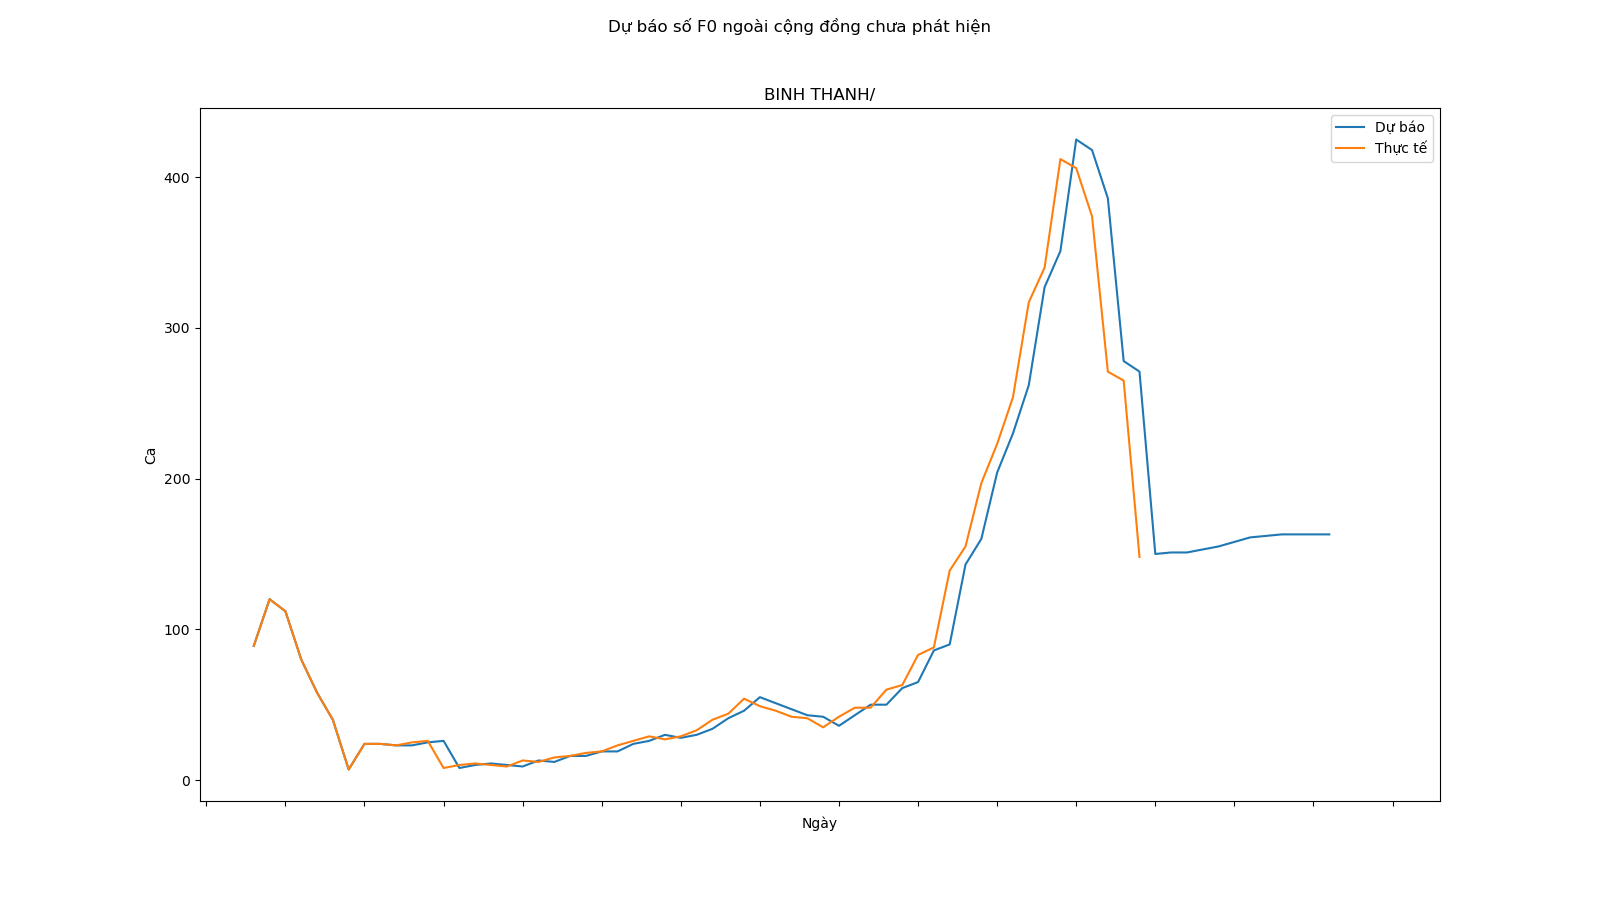 Dự báo số F0 ngoài cộng đồng chưa phát hiện
BINH THANH/
Dự báo
Thực tế
400
300
200
100
0
Ca
Ngày